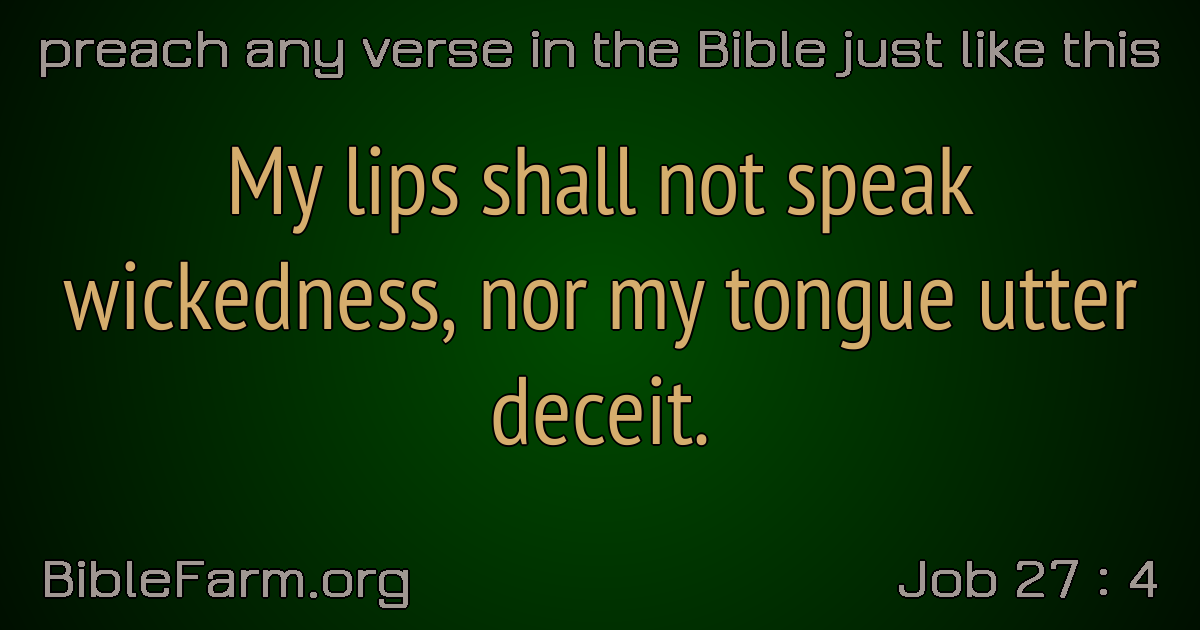 preach any verse in the Bible just like this
My lips shall not speak
wickedness, nor my tongue utter
deceit.
BibleFarm.org
Job 27 : 4